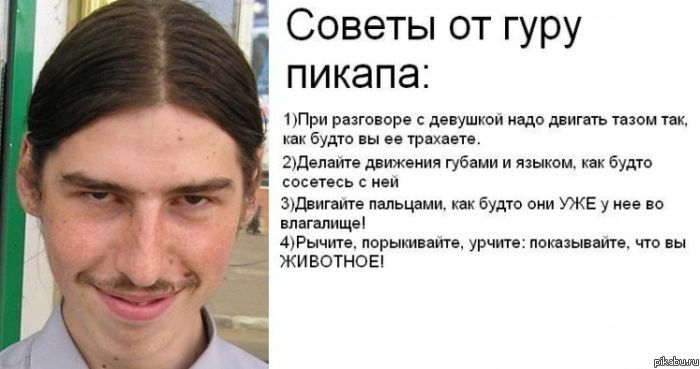 Советы от гуру
пикапа:
1)При разговоре с девушкой надо двигать тазом так,
как будто вы ее трахаете.
2)Делайте движения губами и языком, как будто
сосетесь с ней
3)Двигайте пальцами, как будто они УЖЕ у нее во
влагалище!
4)Рычите, порыкивайте, урчите: показывайте, что вы
ЖИВОТНОЕ!
pikabu.ru